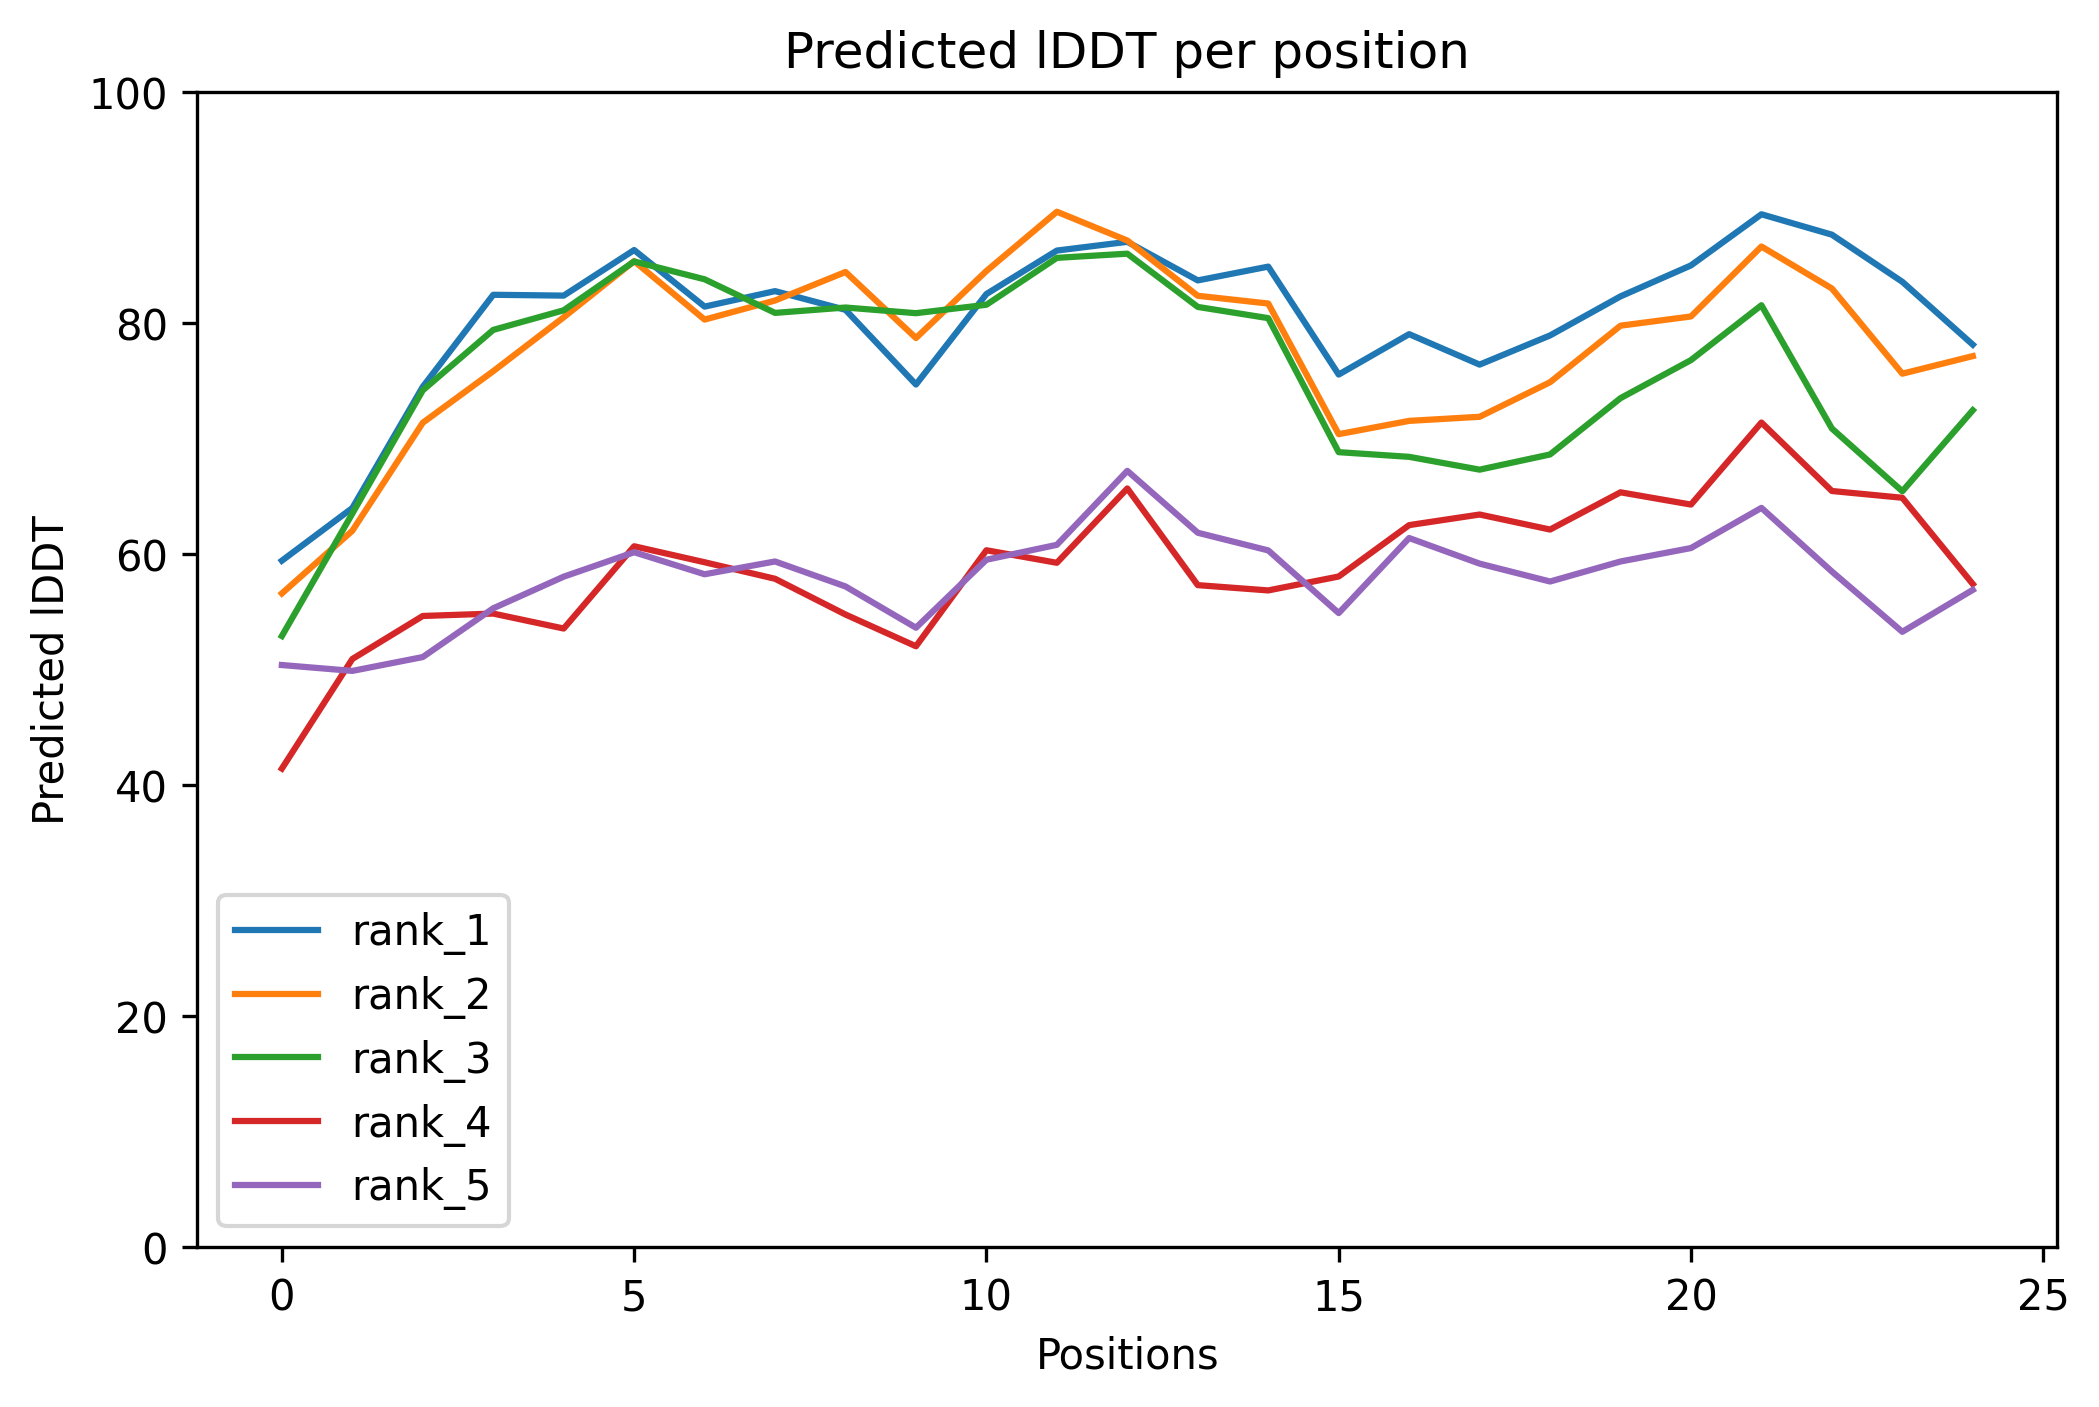 Predicted lDDT per position
100
80
60
40
20
0
Predicted lDDT
rank_1
rank_2
rank_3
rank_4
rank_5
0 5 10 15 20 25
Positions